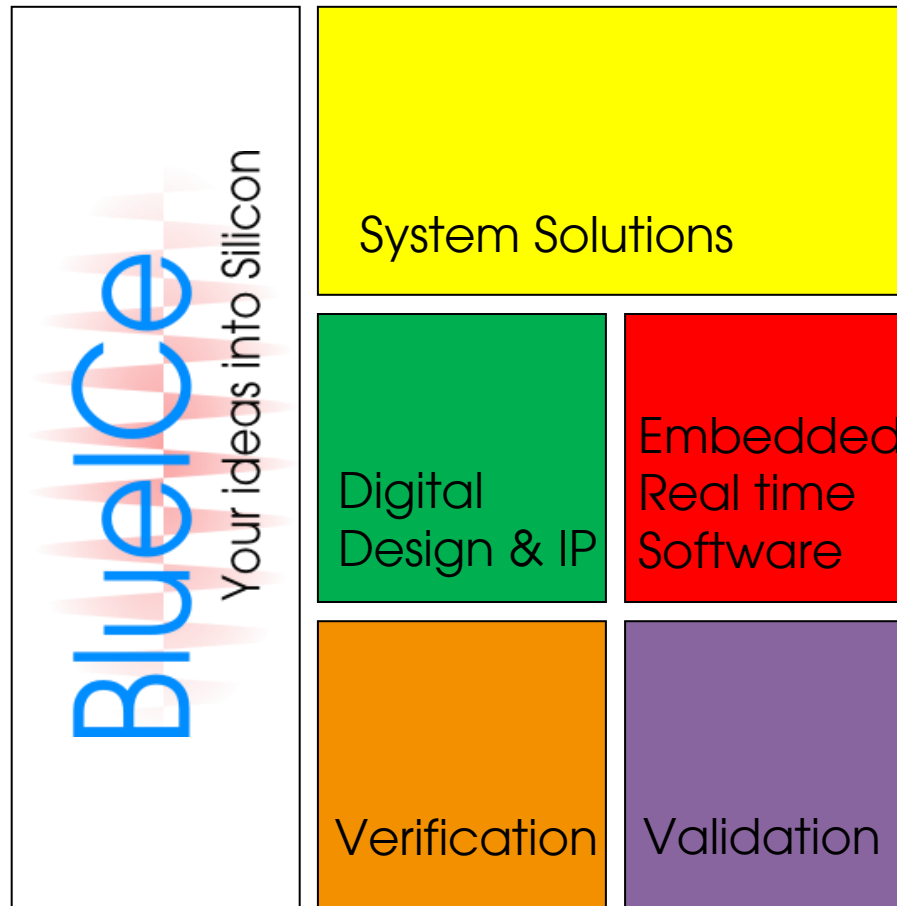 BlueICe
Your ideas into Silicon
System Solutions
Digital
Design & IP
Embedded
Real time
Software
Verification
Validation